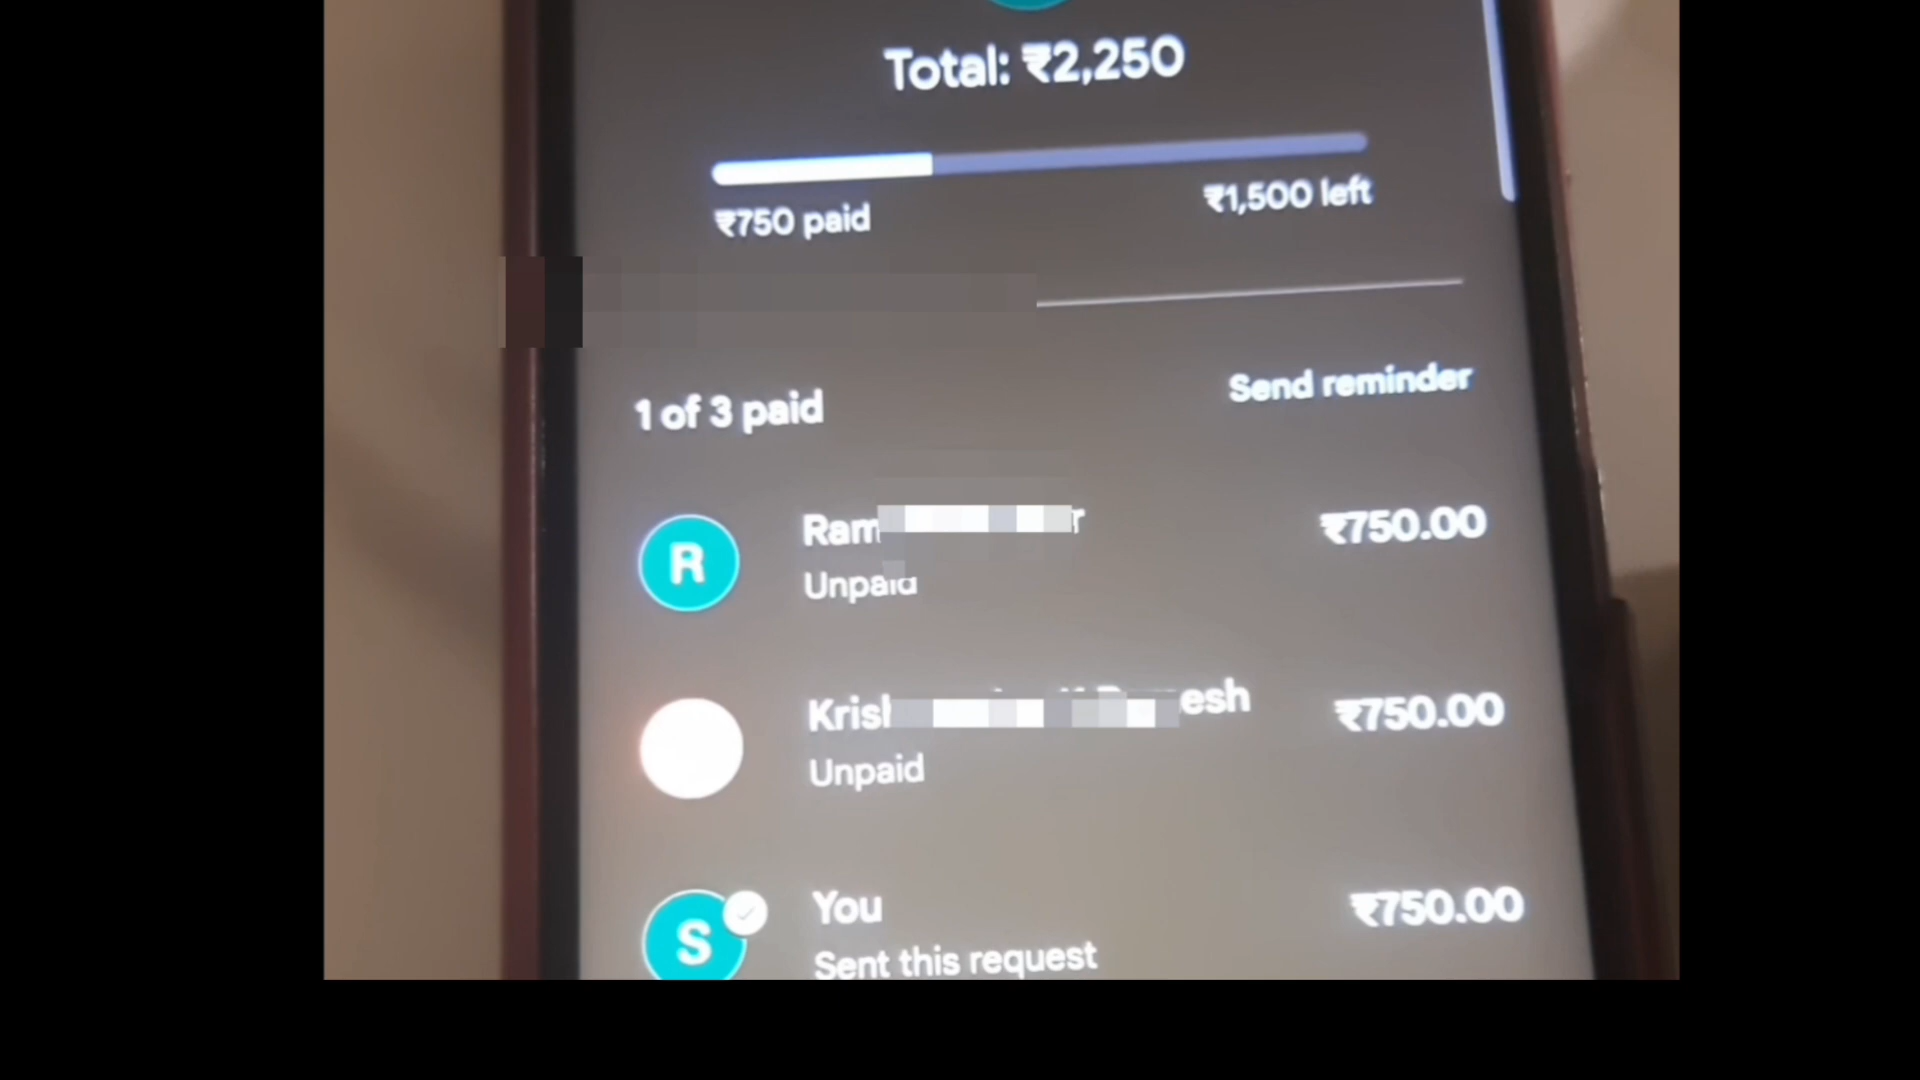 Total: ₹2,250
₹750 paid
₹1,500 left
1 of 3 paid
Send reminder
R
₹750.00
Unpaid
₹750.00
Unpaid
S
You
₹750.00
Sent this request